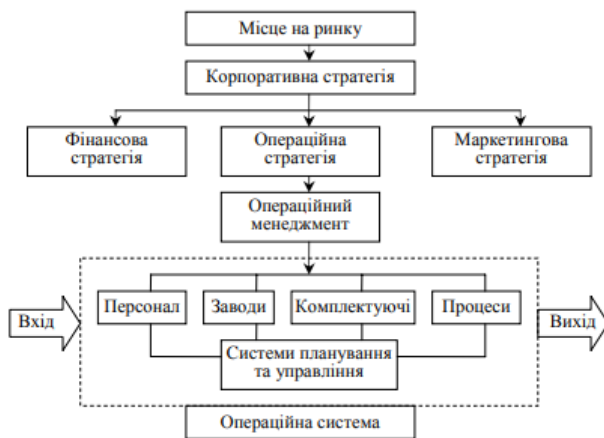 Місце на ринку
Корпоративна стратегія
Фінансова
стратегія
Операційна
стратегія
Маркетингова
стратегія
Операційний
менеджмент
Вхід
Персонал
Заводи
Комплектуючі
Процеси
Вихід
Системи планування
та управління
Операційна система